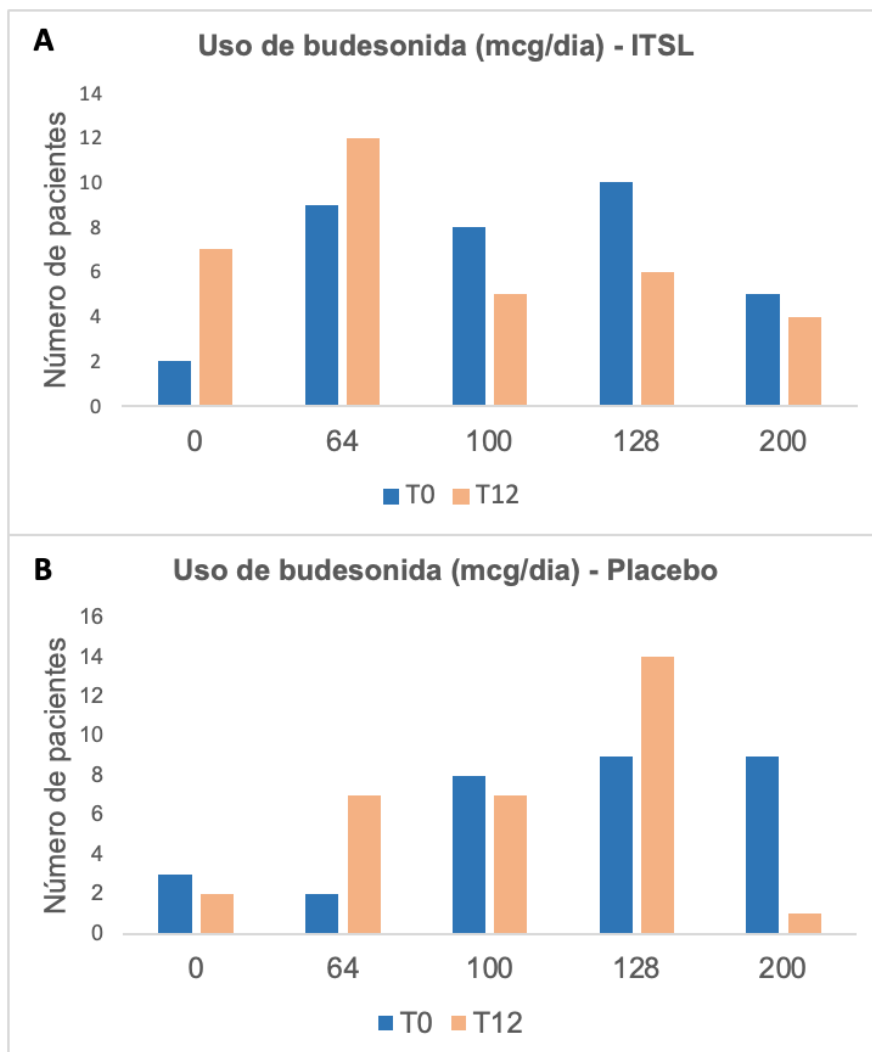 A
Uso de budesonida (mcg/dia) - ITSL
Número de pacientes
14
12
10
8
6
4
2
0
0 64 100 128 200
T0 T12
B
Uso de budesonida (mcg/dia) - Placebo
Número de pacientes
16
14
12
10
8
6
4
2
0
0 64 100 128 200
T0 T12